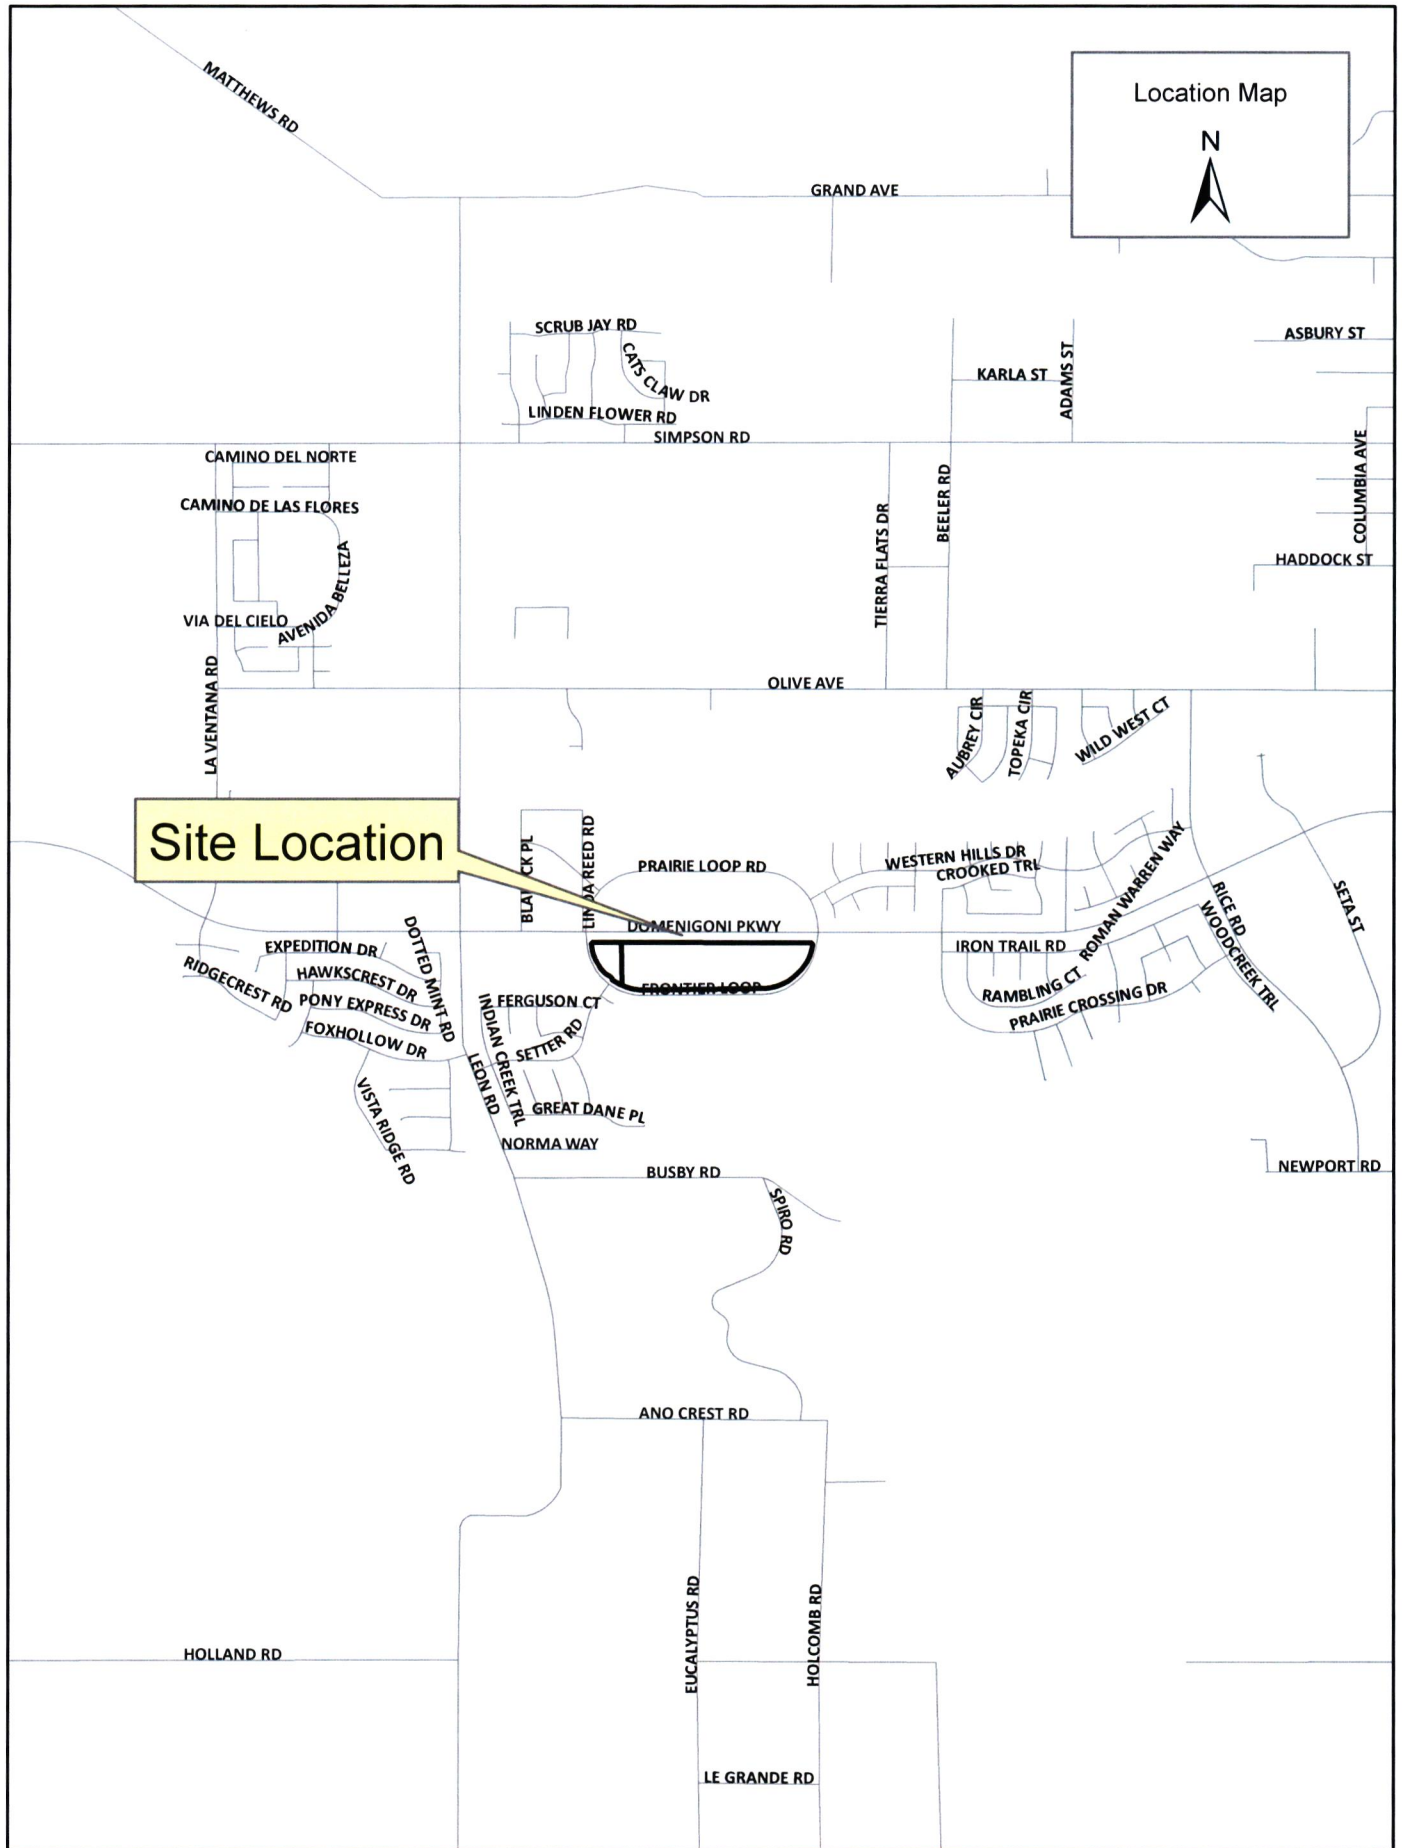 MATTHEWS RD
Location Map
N
GRAND AVE
SCRUB JAY RD
CATS CLAW DR
LINDEN FLOWER RD
SIMPSON RD
KARLA ST
ADAMS ST
ASBURY ST
COLUMBIA AVE
CAMINO DEL NORTE
CAMINO DE LAS FLORES
AVENIDA BELLEZA
VIA DEL CIELO
LA VENTANA RD
TIERRA FLATS DR
BEELER RD
HADDOCK ST
OLIVE AVE
AUBREY CIR
TOPEKA CIR
WILD WEST CT
Site Location
PL
RD
PRAIRIE LOOP RD
WESTERN HILLS DR
CROOKED TRL
ROMAN WARREN WAY
RICE RD
SETA ST
WOODCREEK TRL
DOMENIGONI PKWY
DOTTED MINT RD
EXPEDITION DR
HAWKSCREST DR
RIDGECREST RD
PONY EXPRESS DR
FOXHOLLOW DR
FRONTIER LOOP
IRON TRAIL RD
RAMBLING CT
PRAIRIE CROSSING DR
FERGUSON CT
INDIAN CREEK TRL
SETTER RD
LEON RD
GREAT DANE PL
VISTA RIDGE RD
NORMA WAY
BUSBY RD
NEWPORT RD
SPIRO RD
ANO CREST RD
EUCALYPTUS RD
HOLCOMB RD
HOLLAND RD
LE GRANDE RD